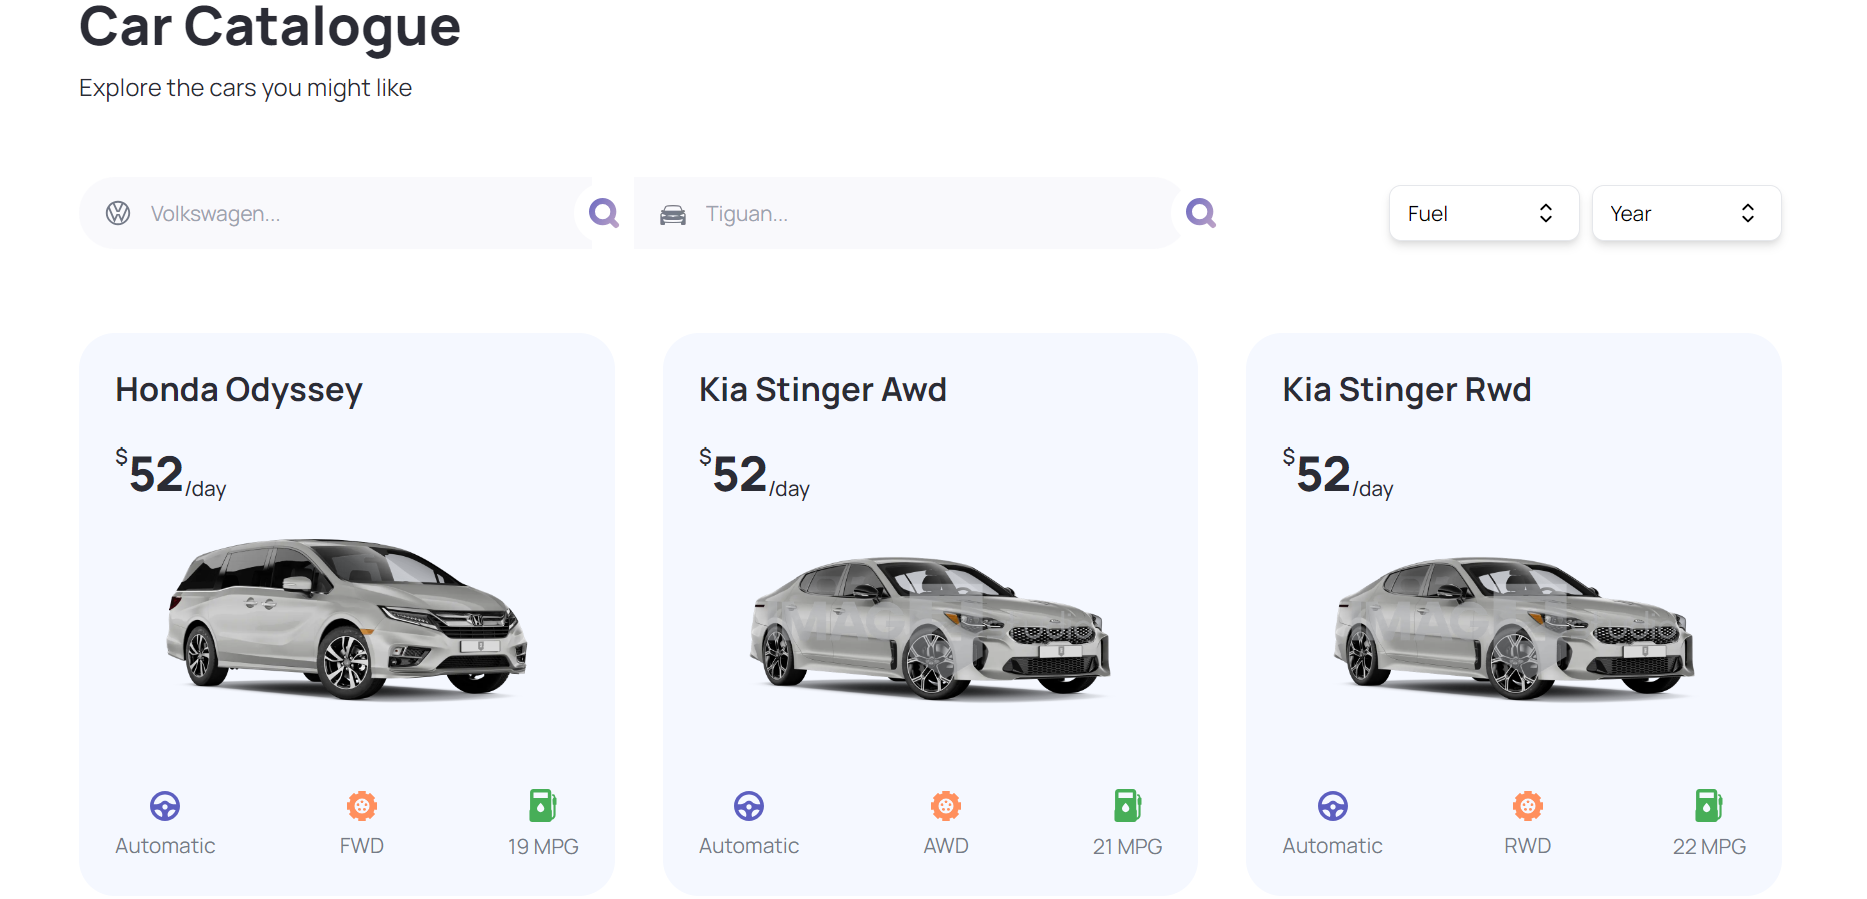 Car Catalogue
Explore the cars you might like
Volkswagen... Tiguan... Fuel Year
Honda Odyssey
$52/day
Automatic FWD 19 MPG
Kia Stinger Awd
$52/day
MAG
Automatic AWD 21 MPG
Kia Stinger Rwd
$52/day
MAG
Automatic RWD 22 MPG